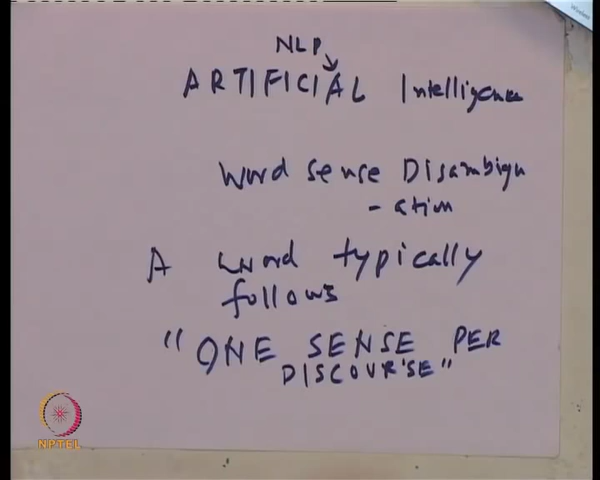 NLP
ARTIFICIAL Intelligence
Word Sense Disambigu
- ation
A word typically
follows
"ONE SENSE PER
DISCOURSE"
NPTEL